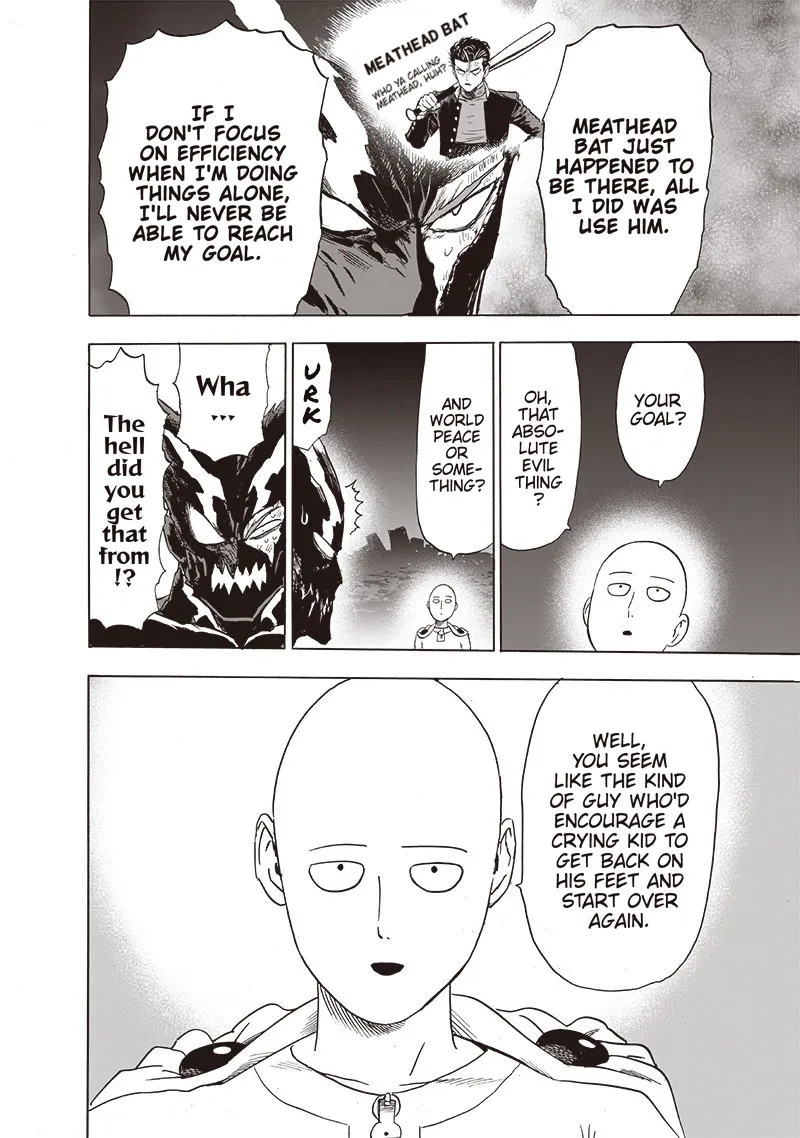 MEATHEAD
BAT JUST
HAPPENED TO
BE THERE, ALL
I DID WAS
USE HIM.
MEATHEAD BAT
WHO YA CALLING
MEATHEAD, HUH?
IF I
DON'T FOCUS
ON EFFICIENCY
WHEN I'M DOING
THINGS ALONE,
I'LL NEVER BE
ABLE TO REACH
MY GOAL.
YOUR
GOAL?
OH,
THAT
ABSO-
LUTE
EVIL
THING
?
AND
WORLD
PEACE
OR
SOME-
THING?
URK
Wha
...
The
hell
did
you
get
that
from
!?
WELL,
YOU SEEM
LIKE THE KIND
OF GUY WHO'D
ENCOURAGE A
CRYING KID TO
GET BACK ON
HIS FEET AND
START OVER
AGAIN.